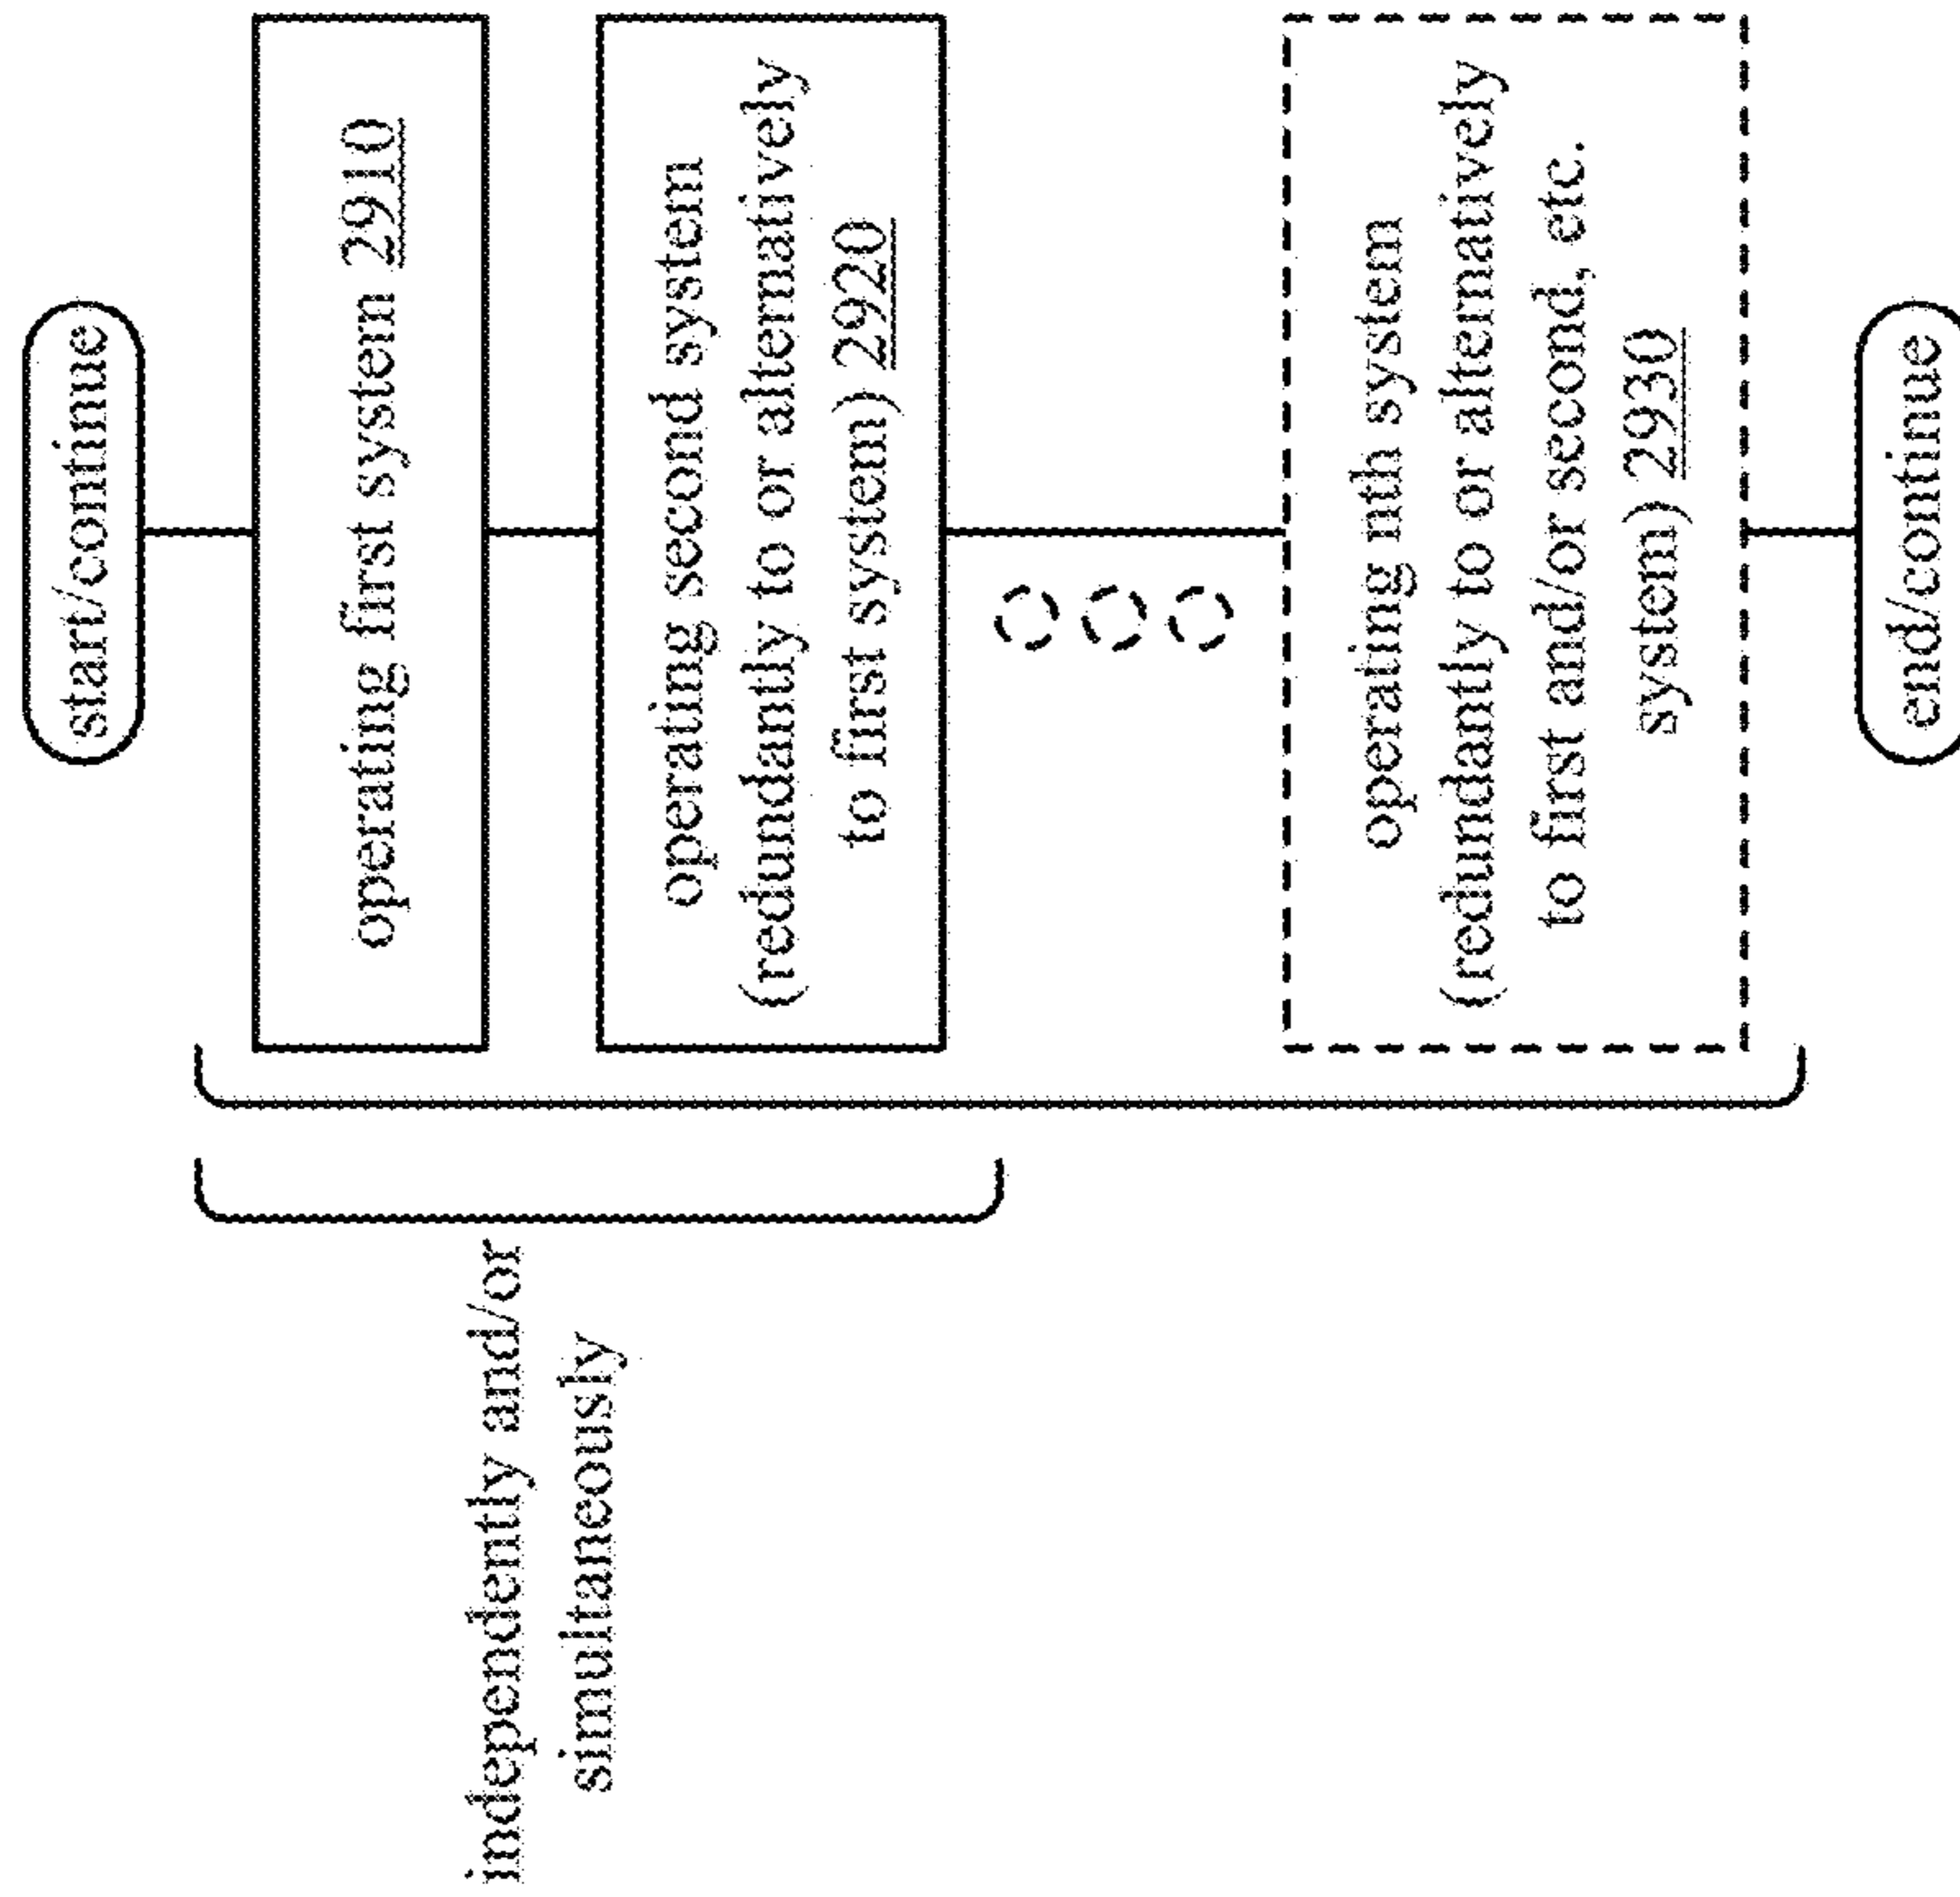 start/continue
operating first system 2910
operating second system
(redundantly to or alternatively
to first system) 2920
operating nth system
(redundantly to or alternatively
to first and/or second, etc.
system) 2930
end/continue
independently and/or
simultaneously